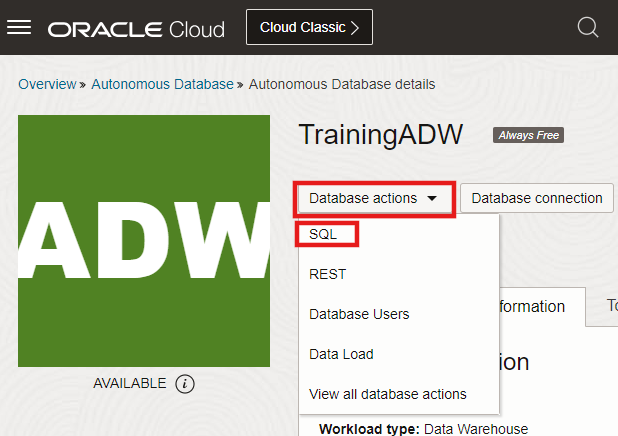 ORACLE Cloud
Cloud Classic
Overview » Autonomous Database » Autonomous Database details
ADW
TrainingADW
Always Free
Database actions
Database connection
SQL
REST
Database Users
Data Load
View all database actions
formation
To
ion
AVAILABLE
Workload type: Data Warehouse